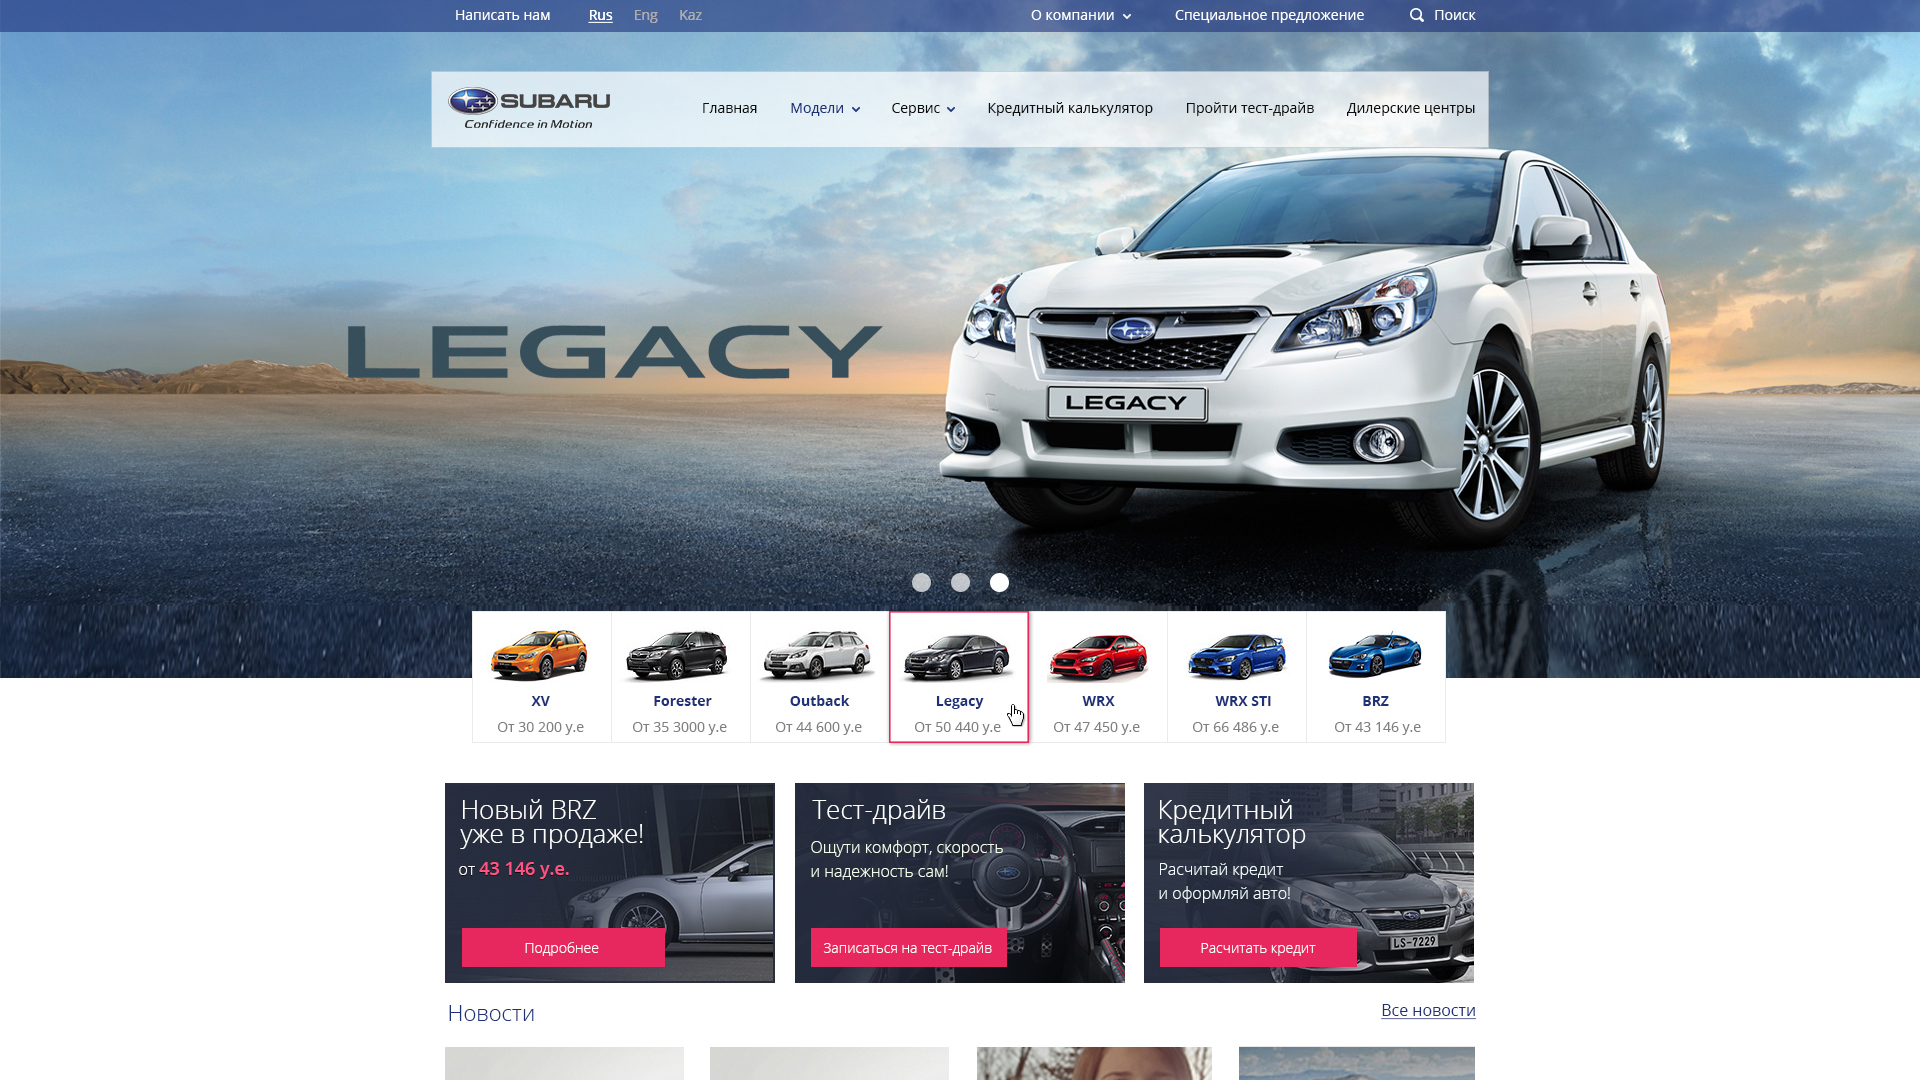 Написать нам Rus Eng Kaz О компании Специальное предложение Поиск
SUBARU
Confidence in Motion
Главная Модели Сервис Кредитный калькулятор Пройти тест-драйв Дилерские центры
LEGACY
LEGACY
XV Forester Outback Legacy WRX WRX STI BRZ
От 30 200 у.е От 35 3000 у.е От 44 600 у.е От 50 440 у.е От 47 450 у.е От 66 486 у.е От 43 146 у.е
Новый BRZ
уже в продаже!
от 43 146 у.е.
Подробнее
Тест-драйв
Ощути комфорт, скорость
и надежность сам!
Записаться на тест-драйв
Кредитный
калькулятор
Расчитай кредит
и оформляй авто!
LS-7229
Расчитать кредит
Новости Все новости